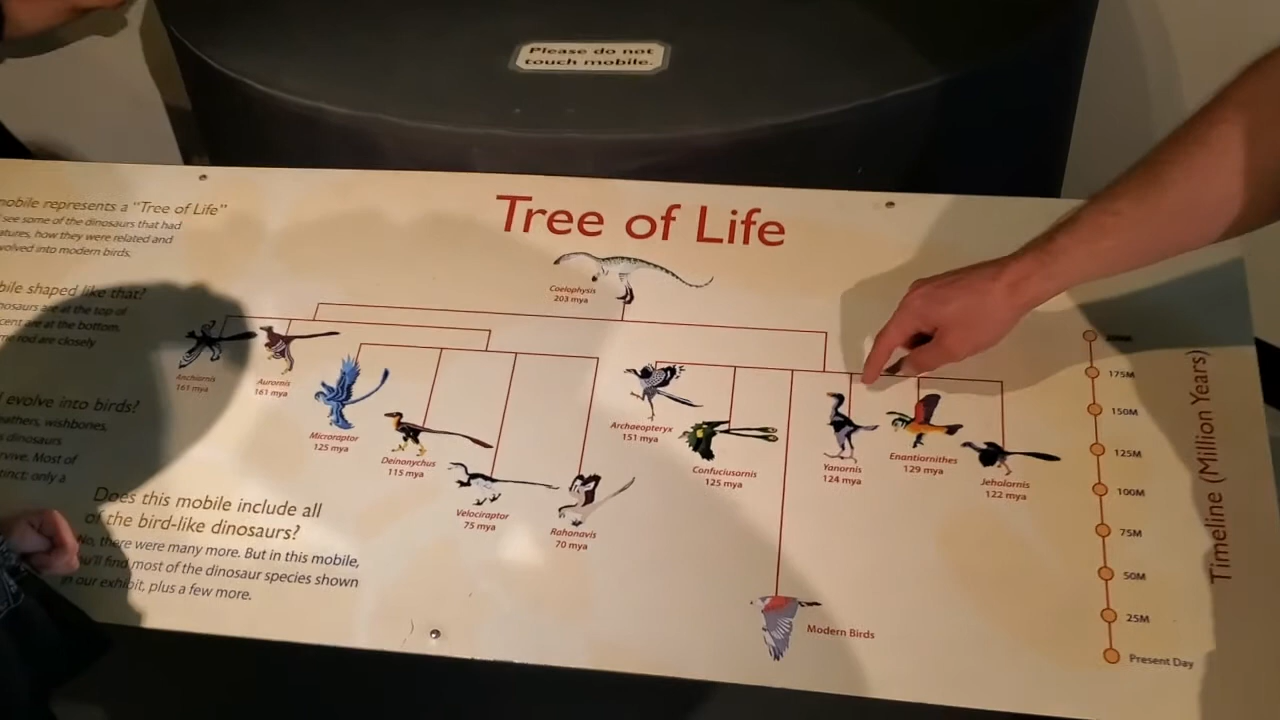 Please do not
touch mobile.
Tree of Life
mobile represents a "Tree of Life"
see some of the dinosaurs that had
how they were related and
into modern birds.
shaped like that?
are at the top of
are at the bottom.
rod are closely
evolve into birds?
wishbones,
dinosaurs
Most of
only a
Does this mobile include all
of the bird-like dinosaurs?
No, there were many more. But in this mobile,
you'll find most of the dinosaur species shown
in our exhibit, plus a few more.
Coelophysis
203 mya
Anchiornis
161 mya
Aurornis
161 mya
Microraptor
125 mya
Deinonychus
115 mya
Velociraptor
75 mya
Rahonavis
70 mya
Archaeopteryx
151 mya
Confuciusornis
125 mya
Modern Birds
Yanornis
124 mya
Enantiornithes
129 mya
Jeholornis
122 mya
175M
150M
125M
100M
75M
50M
25M
Present Day
Timeline (Million Years)